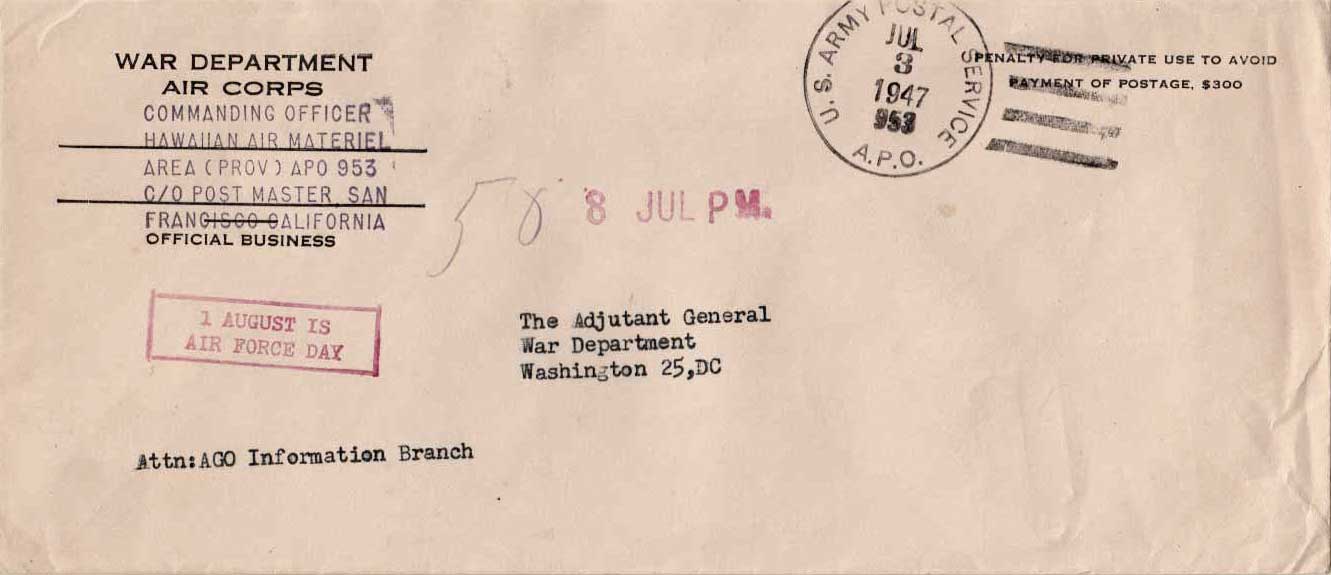 WAR DEPARTMENT
AIR CORPS
COMMANDING OFFICER
HAWAIIAN AIR MATERIEL
AREA (PROV) APO 953
C/O POST MASTER, SAN
FRANCISCO CALIFORNIA
OFFICIAL BUSINESS
U.S. ARMY POSTAL SERVICE
JUL
3
1947
953
A.P.O.
PENALTY FOR PRIVATE USE TO AVOID
PAYMENT OF POSTAGE, $300
58
8 JUL PM.
1 AUGUST IS
AIR FORCE DAY
The Adjutant General
War Department
Washington 25,DC
Attn:AGO Information Branch